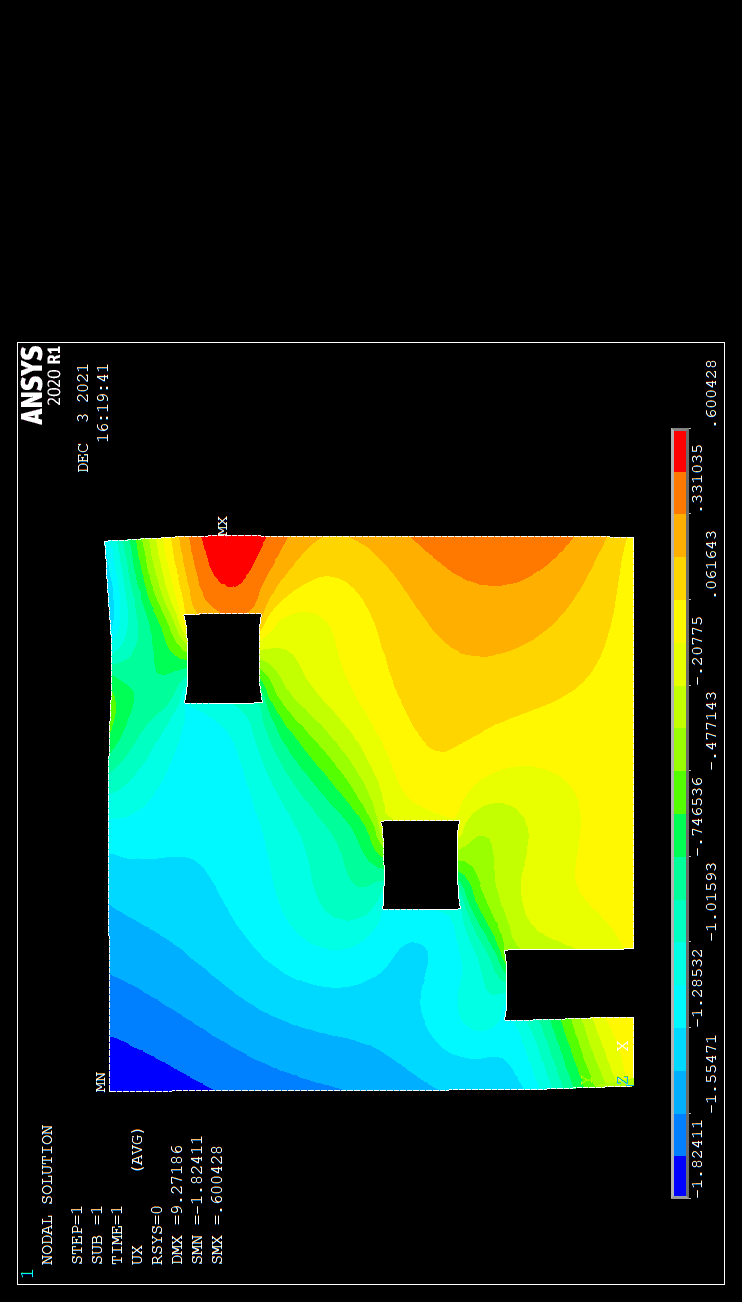 1
NODAL SOLUTION
STEP=1
SUB =1
TIME=1
UX (AVG)
RSYS=0
DMX =9.27186
SMN =-1.82411
SMX =.600428
ANSYS
2020 R1
DEC 3 2021
16:19:41
MN
MX
Z X
-1.82411 -1.55471 -1.28532 -1.01593 -.746536 -.477143 -.20775 .061643 .331035 .600428